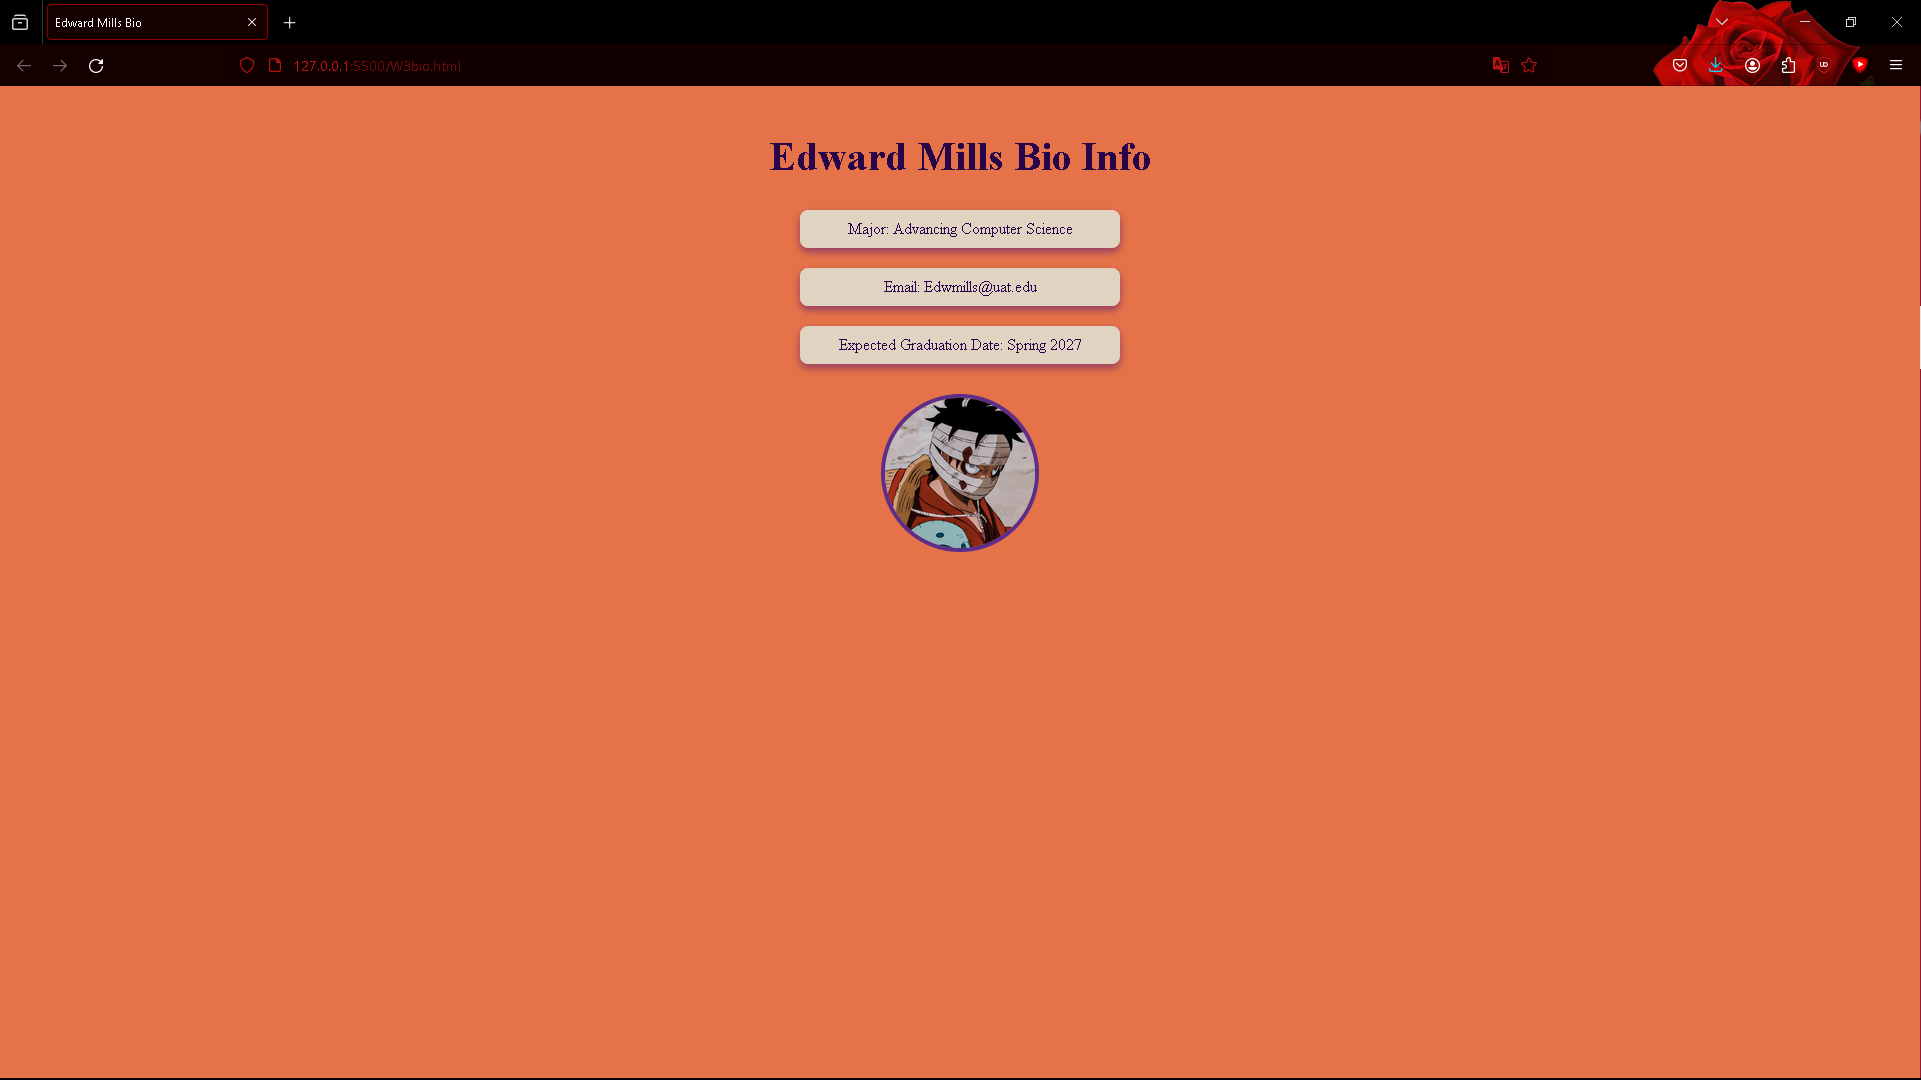 Edward Mills Bio
127.0.0.1:5500/W3bio.html
Edward Mills Bio Info
Major: Advancing Computer Science
Email: Edwmills@uat.edu
Expected Graduation Date: Spring 2027